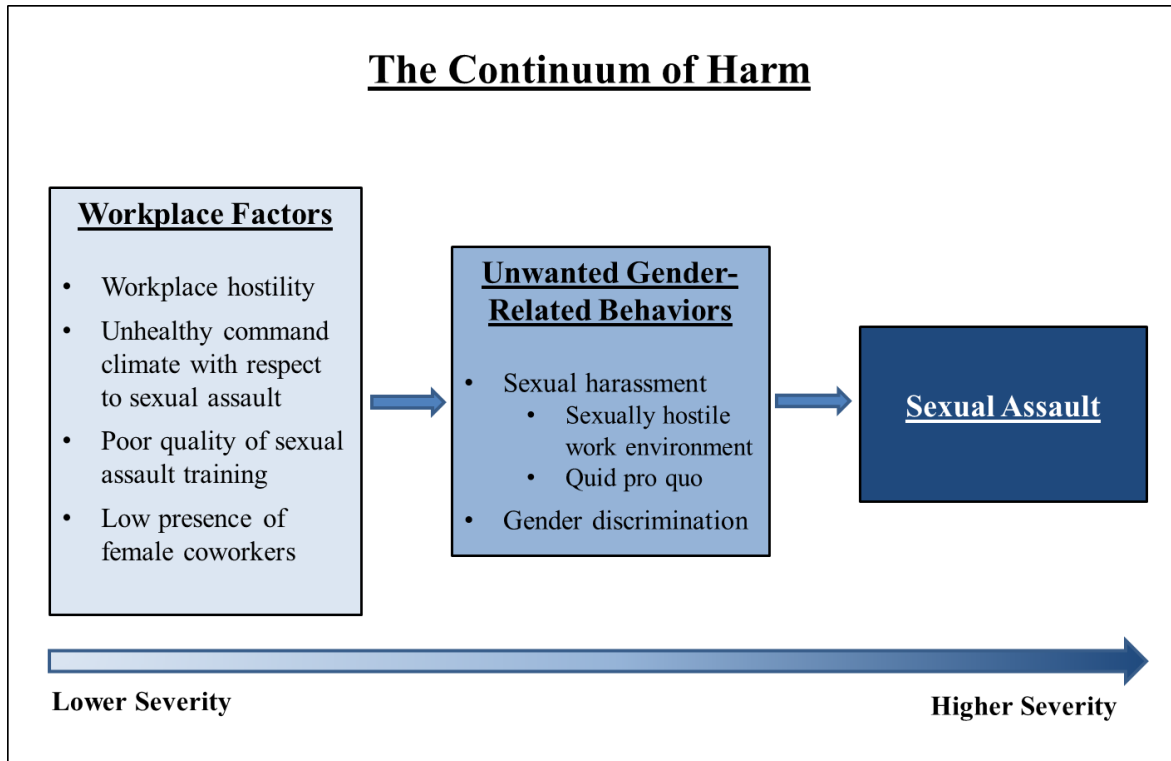 The Continuum of Harm
Workplace Factors
• Workplace hostility
• Unhealthy command
climate with respect
to sexual assault
• Poor quality of sexual
assault training
• Low presence of
female coworkers
Unwanted Gender-
Related Behaviors
• Sexual harassment
• Sexually hostile
work environment
• Quid pro quo
• Gender discrimination
Sexual Assault
Lower Severity
Higher Severity